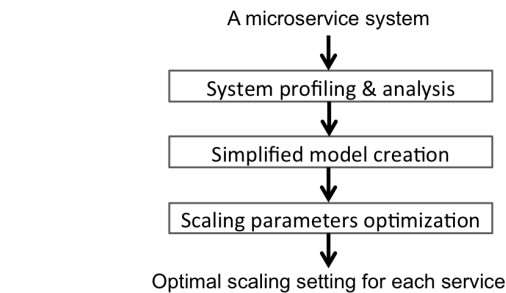 A microservice system
System profiling & analysis
Simplified model creation
Scaling parameters optimization
Optimal scaling setting for each service